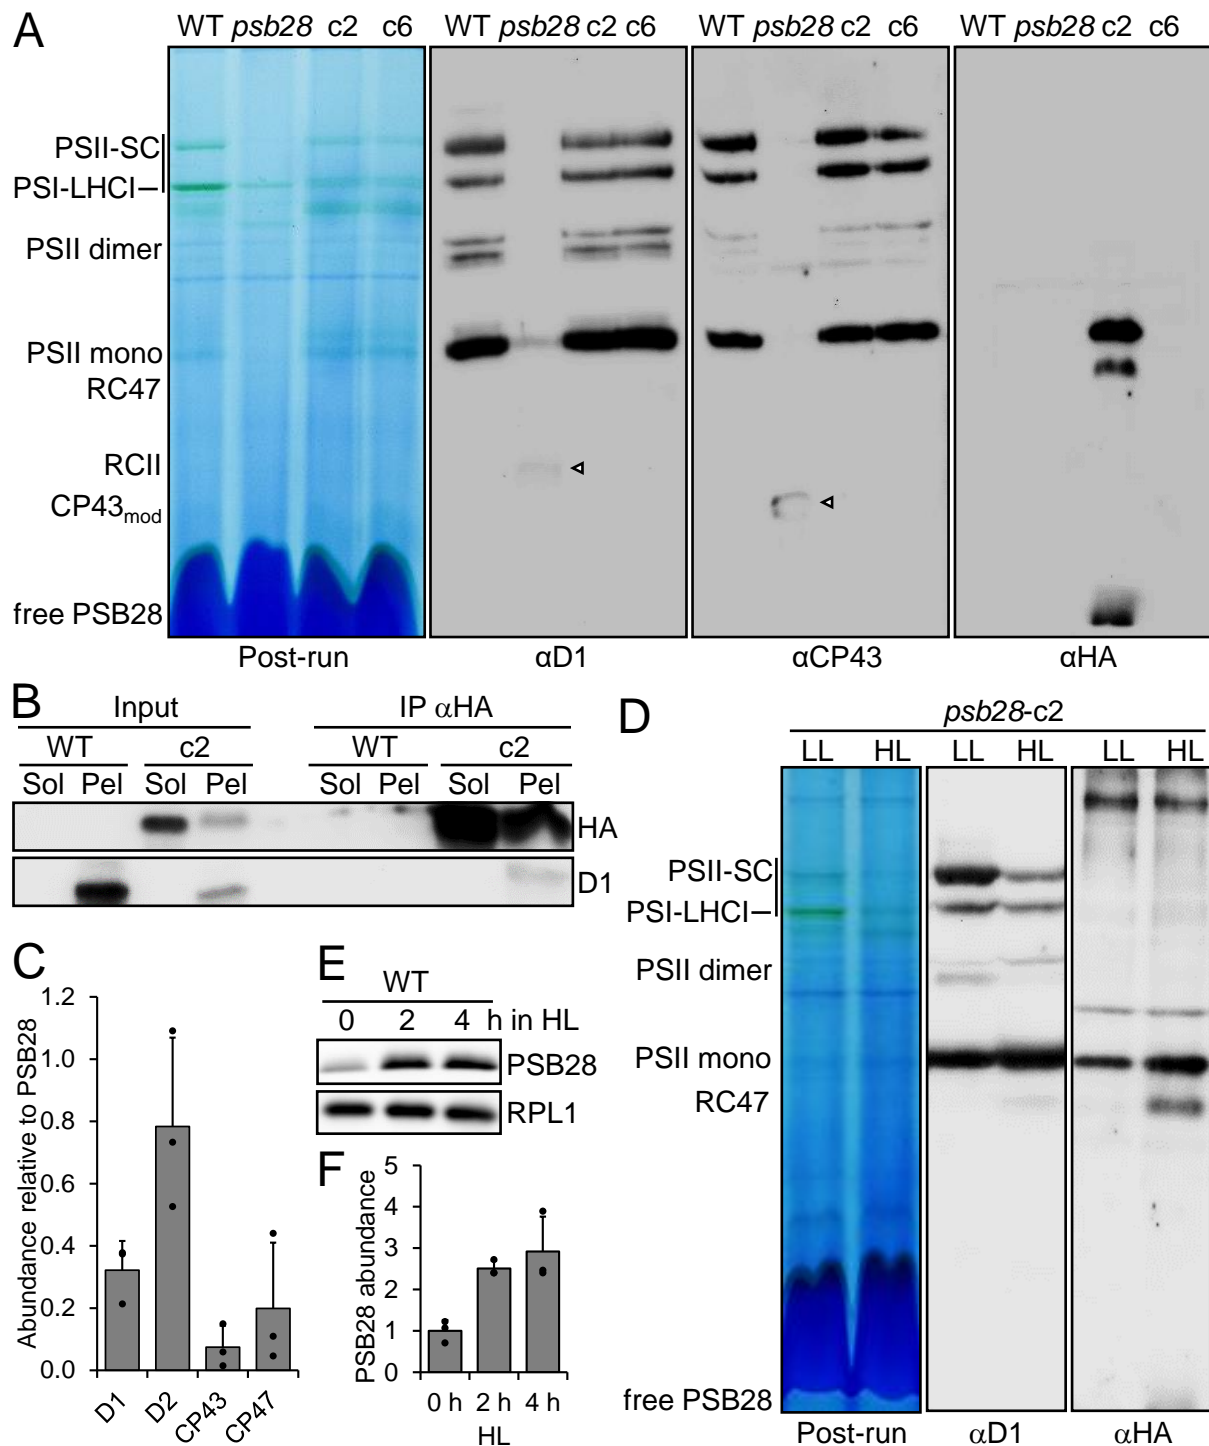 A
WT psb28 c2 c6
WT psb28 c2 c6
WT psb28 c2 c6
WT psb28 c2 c6
PSII-SC
PSI-LHCI
PSII dimer
PSII mono
RC47
RCII
CP43mod
free PSB28
Post-run
αD1
αCP43
αHA
B
Input
IP αHA
WT c2 WT c2
Sol Pel Sol Pel Sol Pel Sol Pel
HA
D1
C
Abundance relative to PSB28
1.2
1.0
0.8
0.6
0.4
0.2
0.0
D1 D2 CP43 CP47
E
WT
0 2 4 h in HL
PSB28
RPL1
F
PSB28 abundance
5
4
3
2
1
0
0 h 2 h 4 h
HL
D
psb28-c2
LL HL LL HL LL HL
PSII-SC
PSI-LHCI
PSII dimer
PSII mono
RC47
free PSB28
Post-run
αD1
αHA